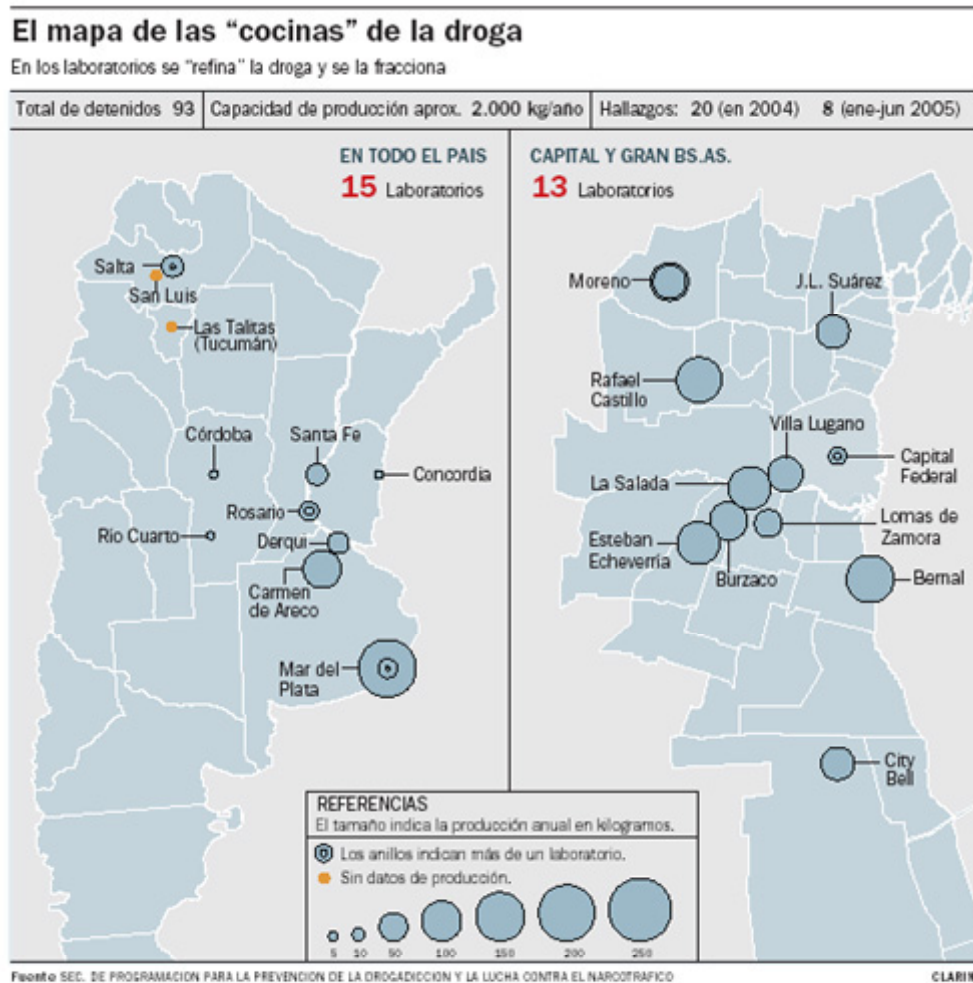 El mapa de las “cocinas” de la droga
En los laboratorios se “refina” la droga y se la fracciona
Total de detenidos 93
Capacidad de producción aprox. 2.000 kg/año
Hallazgos: 20 (en 2004) 8 (ene-jun 2005)
EN TODO EL PAIS
15 Laboratorios
Salta
San Luis
Las Talitas
(Tucumán)
Córdoba
Santa Fe
Concordia
Rosario
Río Cuarto
Derqui
Carmen
de Areco
Mar del
Plata
CAPITAL Y GRAN BS.AS.
13 Laboratorios
Moreno
J.L. Suárez
Rafael
Castillo
Villa Lugano
Capital
Federal
La Salada
Lomas de
Zamora
Esteban
Echeverría
Burzaco
Bernal
City
Bell
REFERENCIAS
El tamaño indica la producción anual en kilogramos.
Los anillos indican más de un laboratorio.
Sin datos de producción.
5 10 50 100 150 200 250
Fuente SEC. DE PROGRAMACION PARA LA PREVENCION DE LA DROGADICCION Y LA LUCHA CONTRA EL NARCOTRAFICO
CLARIN